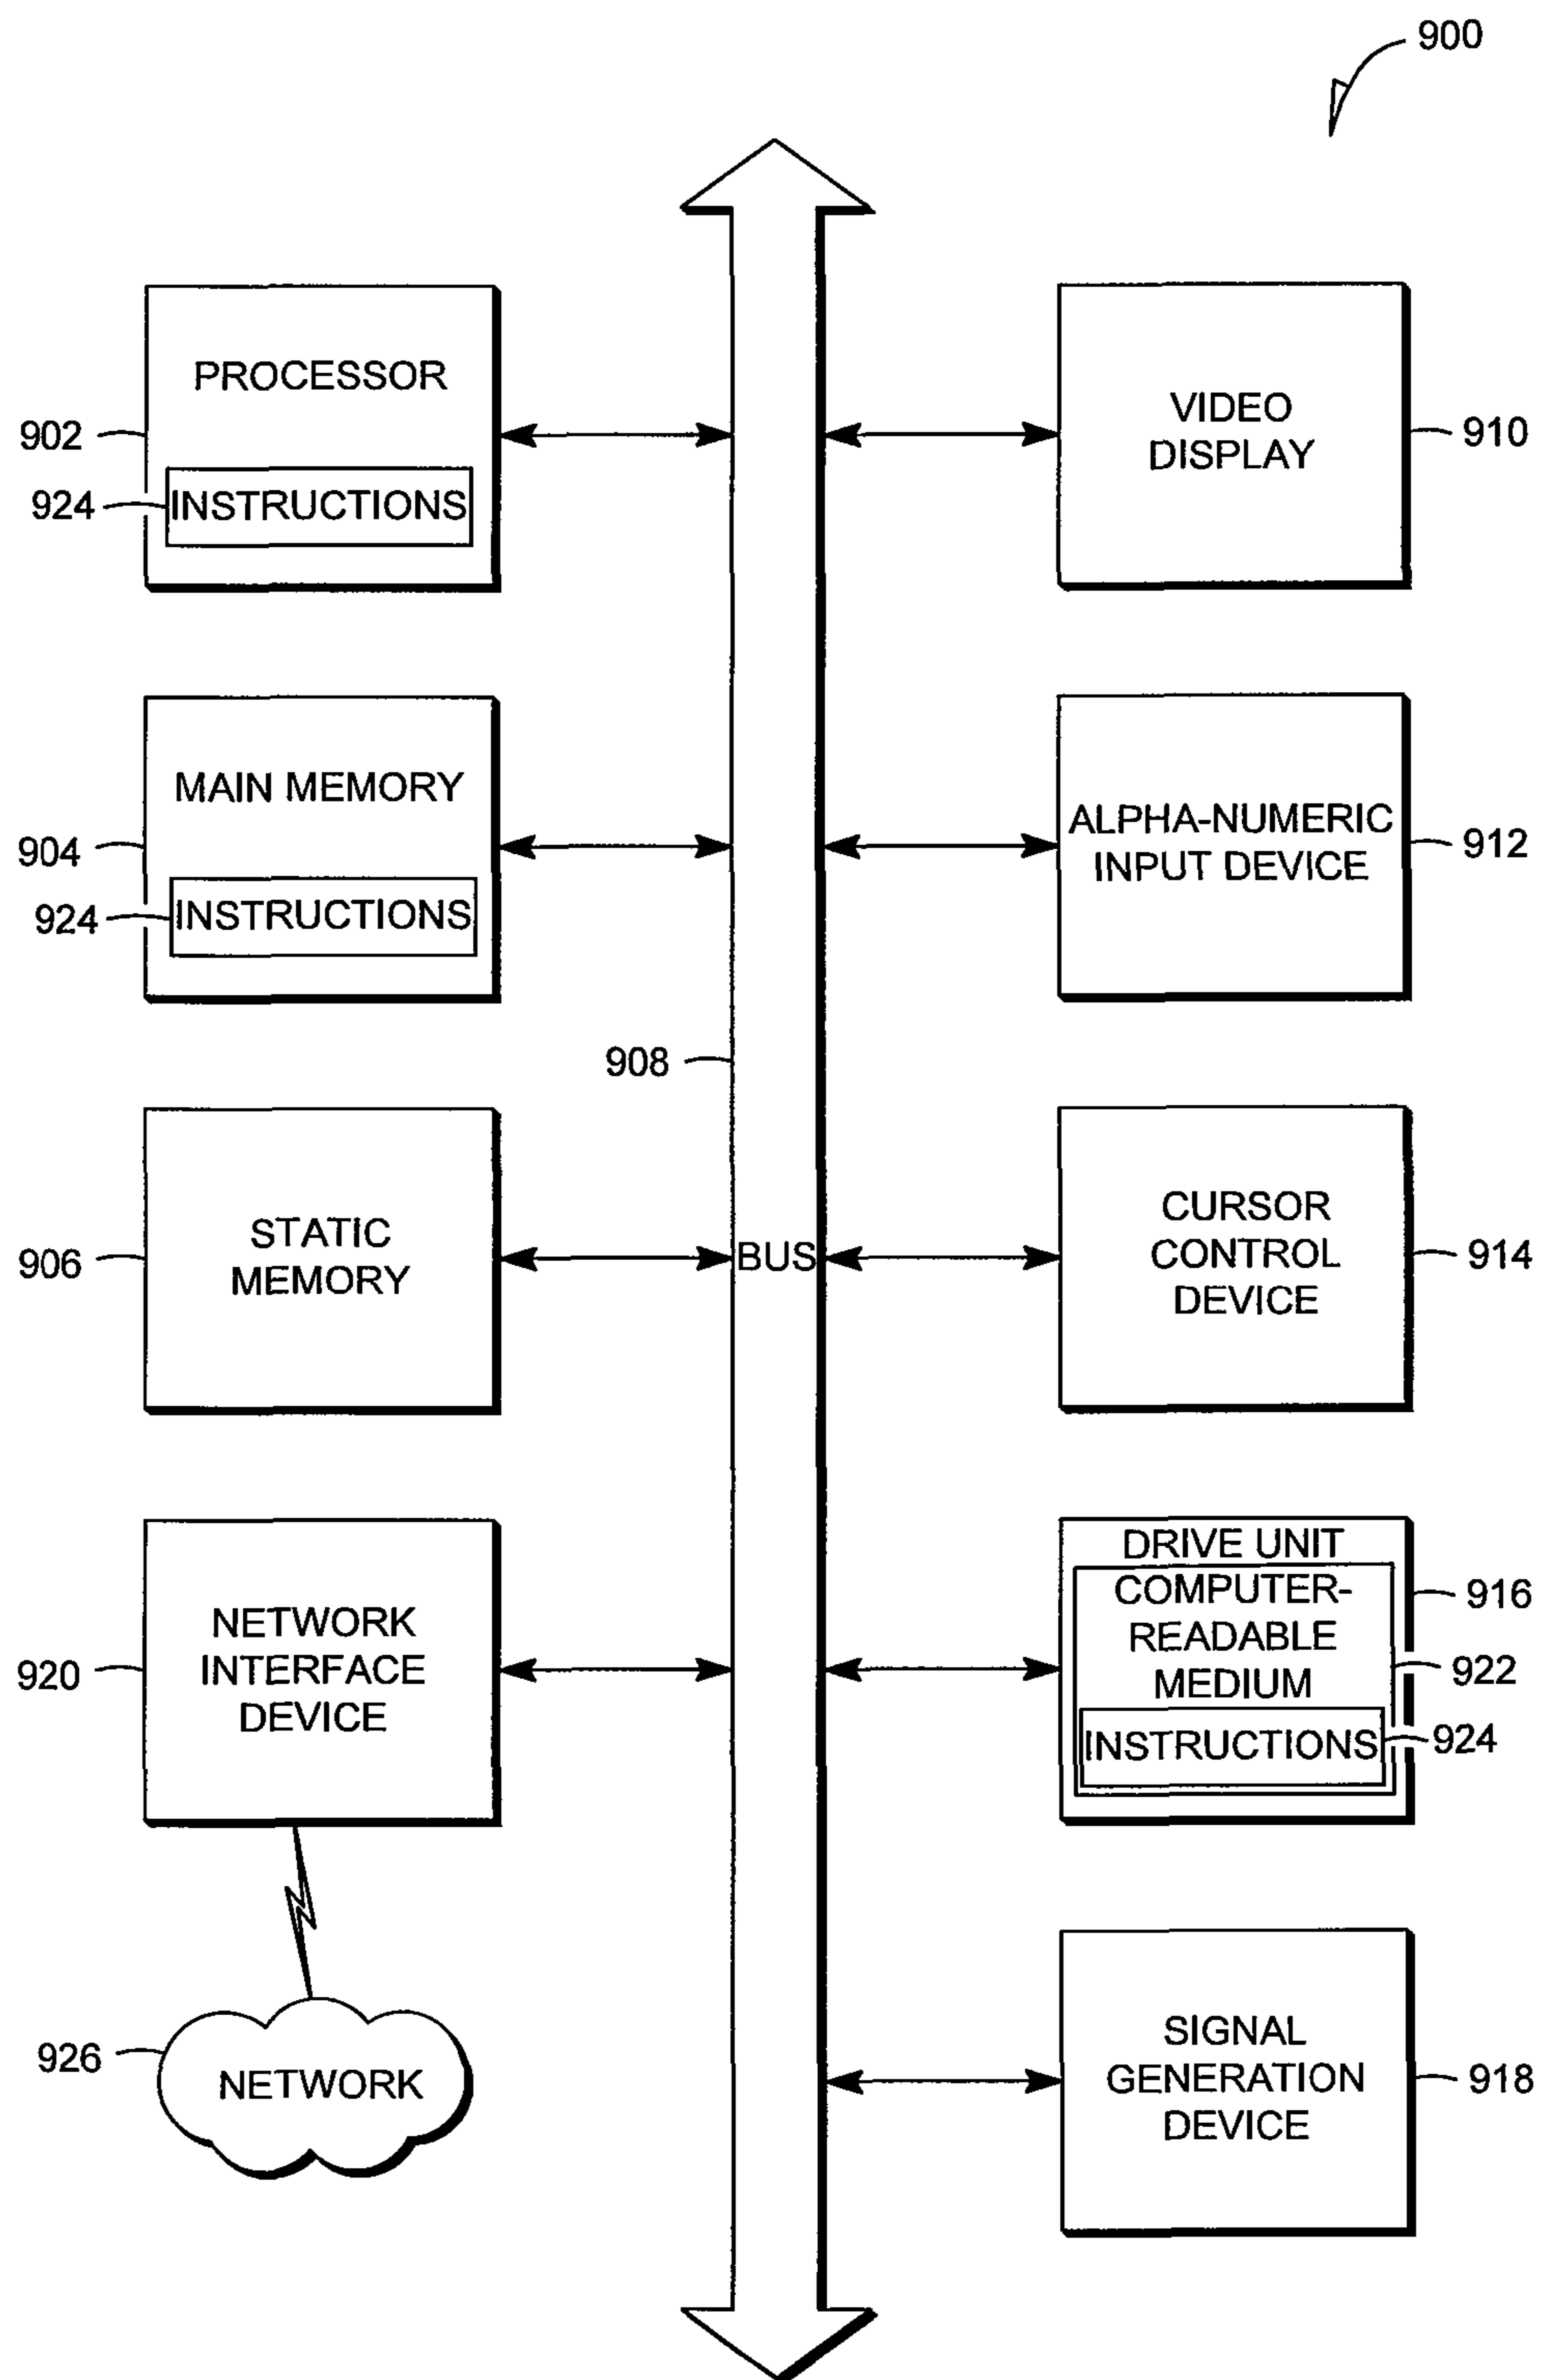 900
PROCESSOR
902
924
INSTRUCTIONS
VIDEO
DISPLAY
910
MAIN MEMORY
904
924
INSTRUCTIONS
ALPHA-NUMERIC
INPUT DEVICE
912
908
STATIC
MEMORY
906
BUS
CURSOR
CONTROL
DEVICE
914
NETWORK
INTERFACE
DEVICE
920
DRIVE UNIT
COMPUTER-
READABLE
MEDIUM
916
922
INSTRUCTIONS
924
926
NETWORK
SIGNAL
GENERATION
DEVICE
918